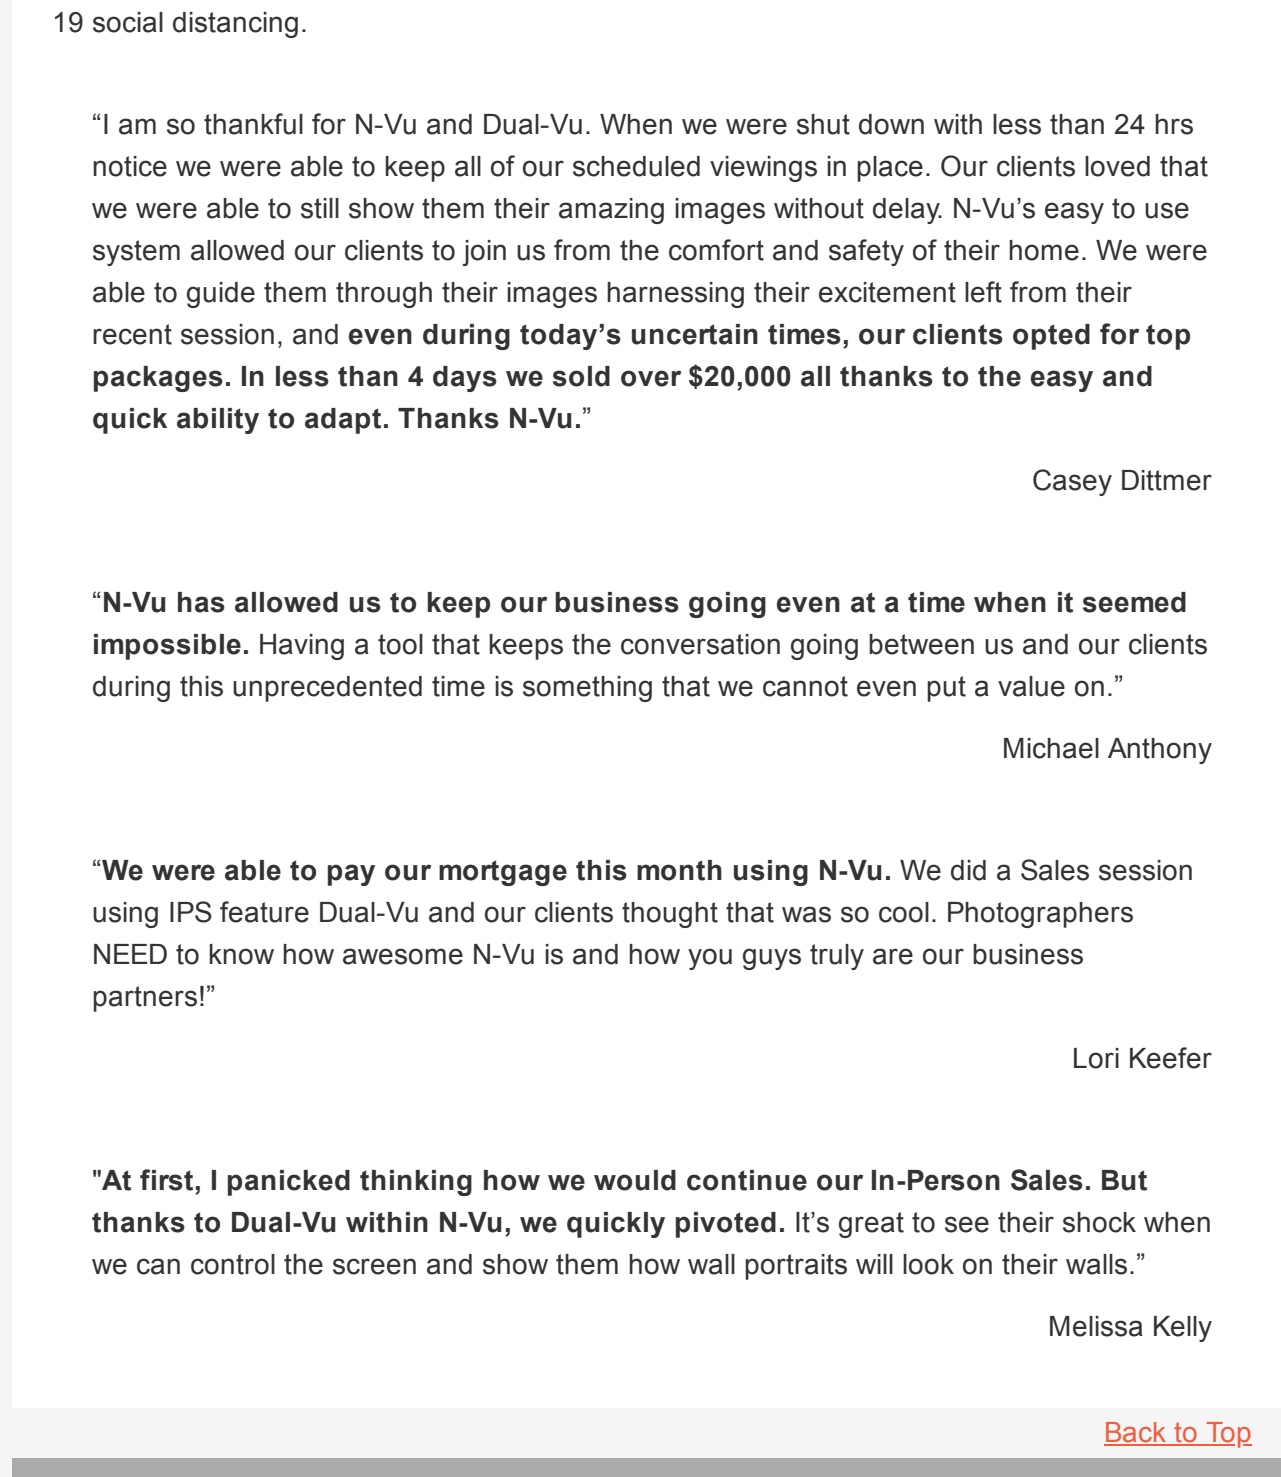 19 social distancing.
“I am so thankful for N-Vu and Dual-Vu. When we were shut down with less than 24 hrs
notice we were able to keep all of our scheduled viewings in place. Our clients loved that
we were able to still show them their amazing images without delay. N-Vu’s easy to use
system allowed our clients to join us from the comfort and safety of their home. We were
able to guide them through their images harnessing their excitement left from their
recent session, and even during today’s uncertain times, our clients opted for top
packages. In less than 4 days we sold over $20,000 all thanks to the easy and
quick ability to adapt. Thanks N-Vu.”
Casey Dittmer
“N-Vu has allowed us to keep our business going even at a time when it seemed
impossible. Having a tool that keeps the conversation going between us and our clients
during this unprecedented time is something that we cannot even put a value on.”
Michael Anthony
“We were able to pay our mortgage this month using N-Vu. We did a Sales session
using IPS feature Dual-Vu and our clients thought that was so cool. Photographers
NEED to know how awesome N-Vu is and how you guys truly are our business
partners!”
Lori Keefer
"At first, I panicked thinking how we would continue our In-Person Sales. But
thanks to Dual-Vu within N-Vu, we quickly pivoted. It’s great to see their shock when
we can control the screen and show them how wall portraits will look on their walls.”
Melissa Kelly
Back to Top